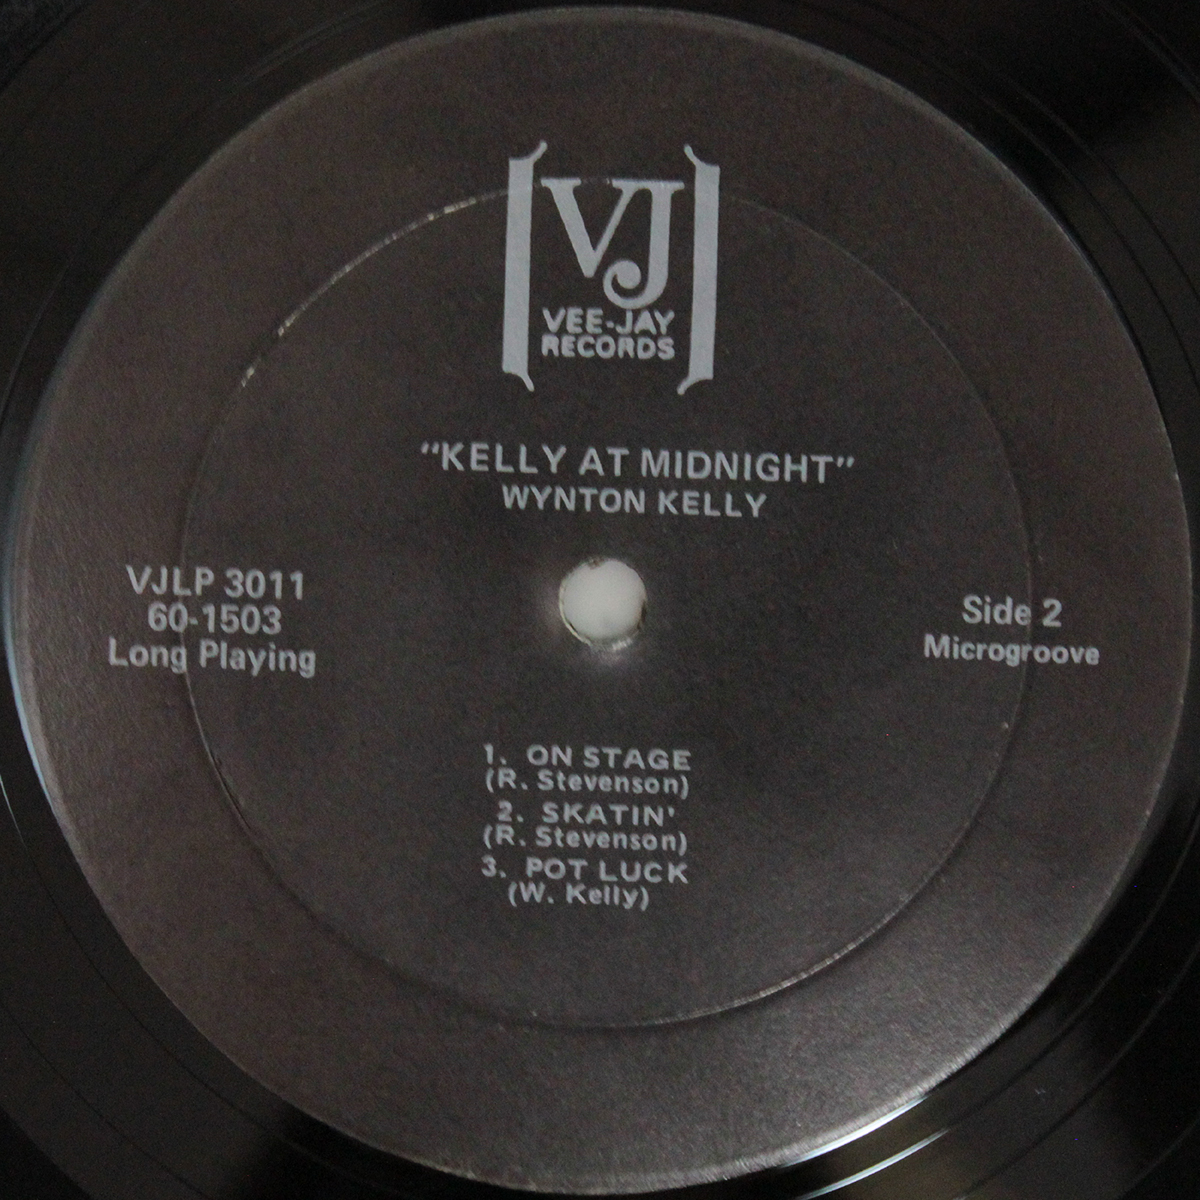 VJ
VEE-JAY
RECORDS
"KELLY AT MIDNIGHT"
WYNTON KELLY
VJLP 3011
60-1503
Long Playing
Side 2
Microgroove
1. ON STAGE
(R. Stevenson)
2. SKATIN'
(R. Stevenson)
3. POT LUCK
(W. Kelly)